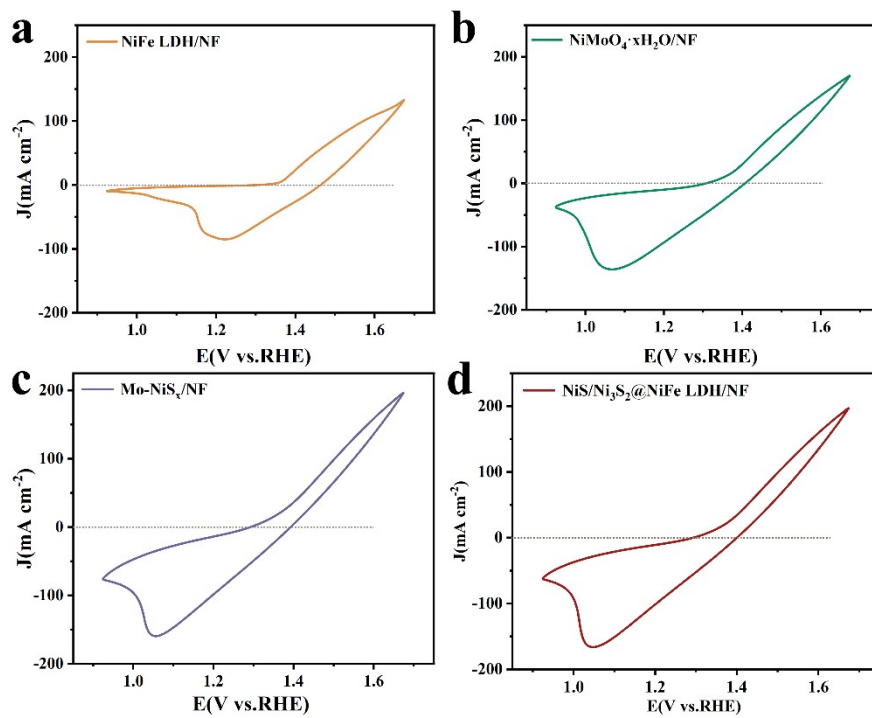 a
NiFe LDH/NF
200
100
0
-100
-200
J(mA cm⁻²)
1.0
1.2
1.4
1.6
E(V vs.RHE)
b
NiMoO₄·xH₂O/NF
200
100
0
-100
-200
J(mA cm⁻²)
1.0
1.2
1.4
1.6
E(V vs.RHE)
c
Mo-NiSₓ/NF
200
100
0
-100
-200
J(mA cm⁻²)
1.0
1.2
1.4
1.6
E(V vs.RHE)
d
NiS/Ni₃S₂@NiFe LDH/NF
200
100
0
-100
-200
J(mA cm⁻²)
1.0
1.2
1.4
1.6
E(V vs.RHE)